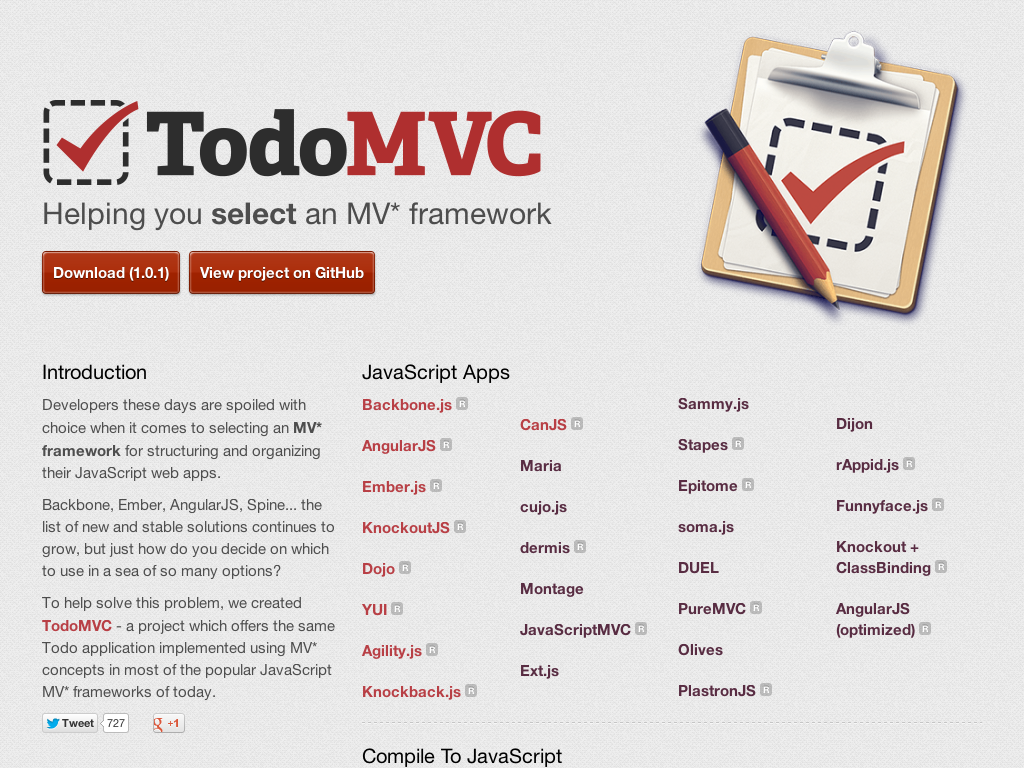 TodoMVC
Helping you select an MV* framework
Download (1.0.1)
View project on GitHub
Introduction
Developers these days are spoiled with
choice when it comes to selecting an MV*
framework for structuring and organizing
their JavaScript web apps.
Backbone, Ember, AngularJS, Spine... the
list of new and stable solutions continues to
grow, but just how do you decide on which
to use in a sea of so many options?
To help solve this problem, we created
TodoMVC - a project which offers the same
Todo application implemented using MV*
concepts in most of the popular JavaScript
MV* frameworks of today.
Tweet 727 g +1
JavaScript Apps
Backbone.js R
AngularJS R
Ember.js R
KnockoutJS R
Dojo R
YUI R
Agility.js R
Knockback.js R
CanJS R
Maria
cujo.js
dermis R
Montage
JavaScriptMVC R
Ext.js
Sammy.js
Stapes R
Epitome R
soma.js
DUEL
PureMVC R
Olives
PlastronJS R
Dijon
rAppid.js R
Funnyface.js R
Knockout +
ClassBinding R
AngularJS
(optimized) R
Compile To JavaScript